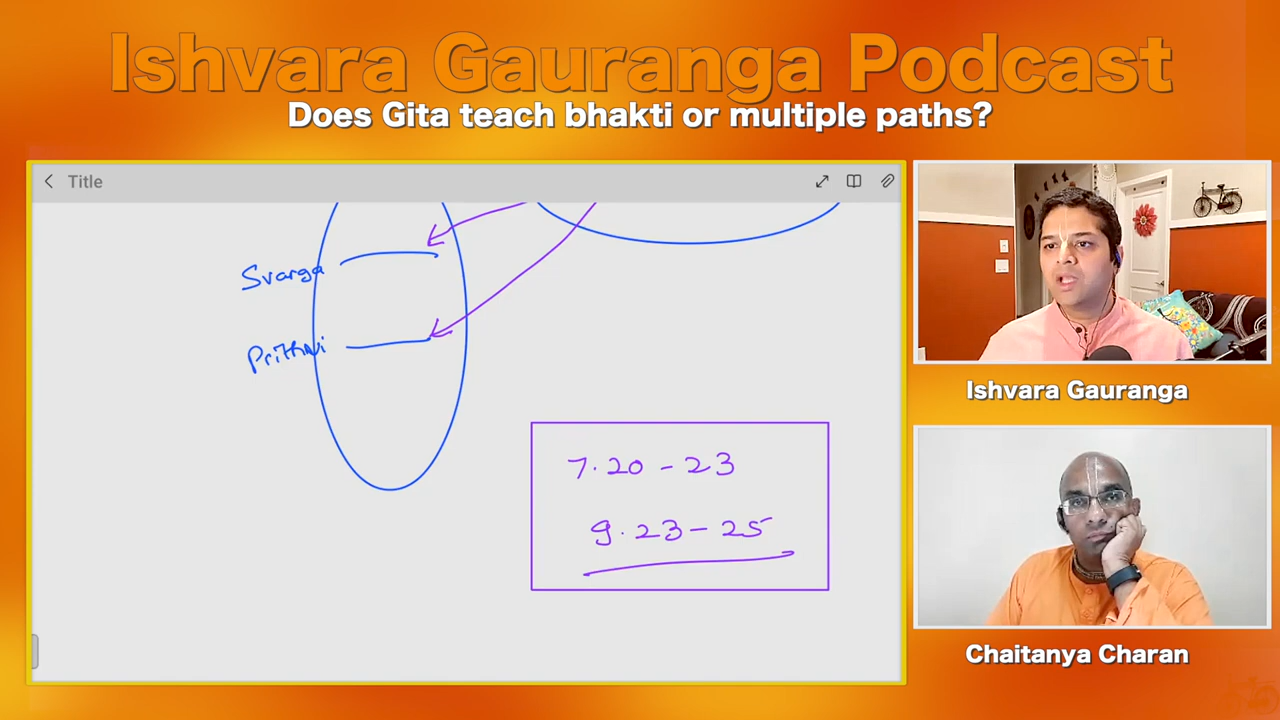 Ishvara Gauranga Podcast
Does Gita teach bhakti or multiple paths?
Title
Svarga
Prithvi
7.20 - 23
9.23 - 25
Ishvara Gauranga
Chaitanya Charan